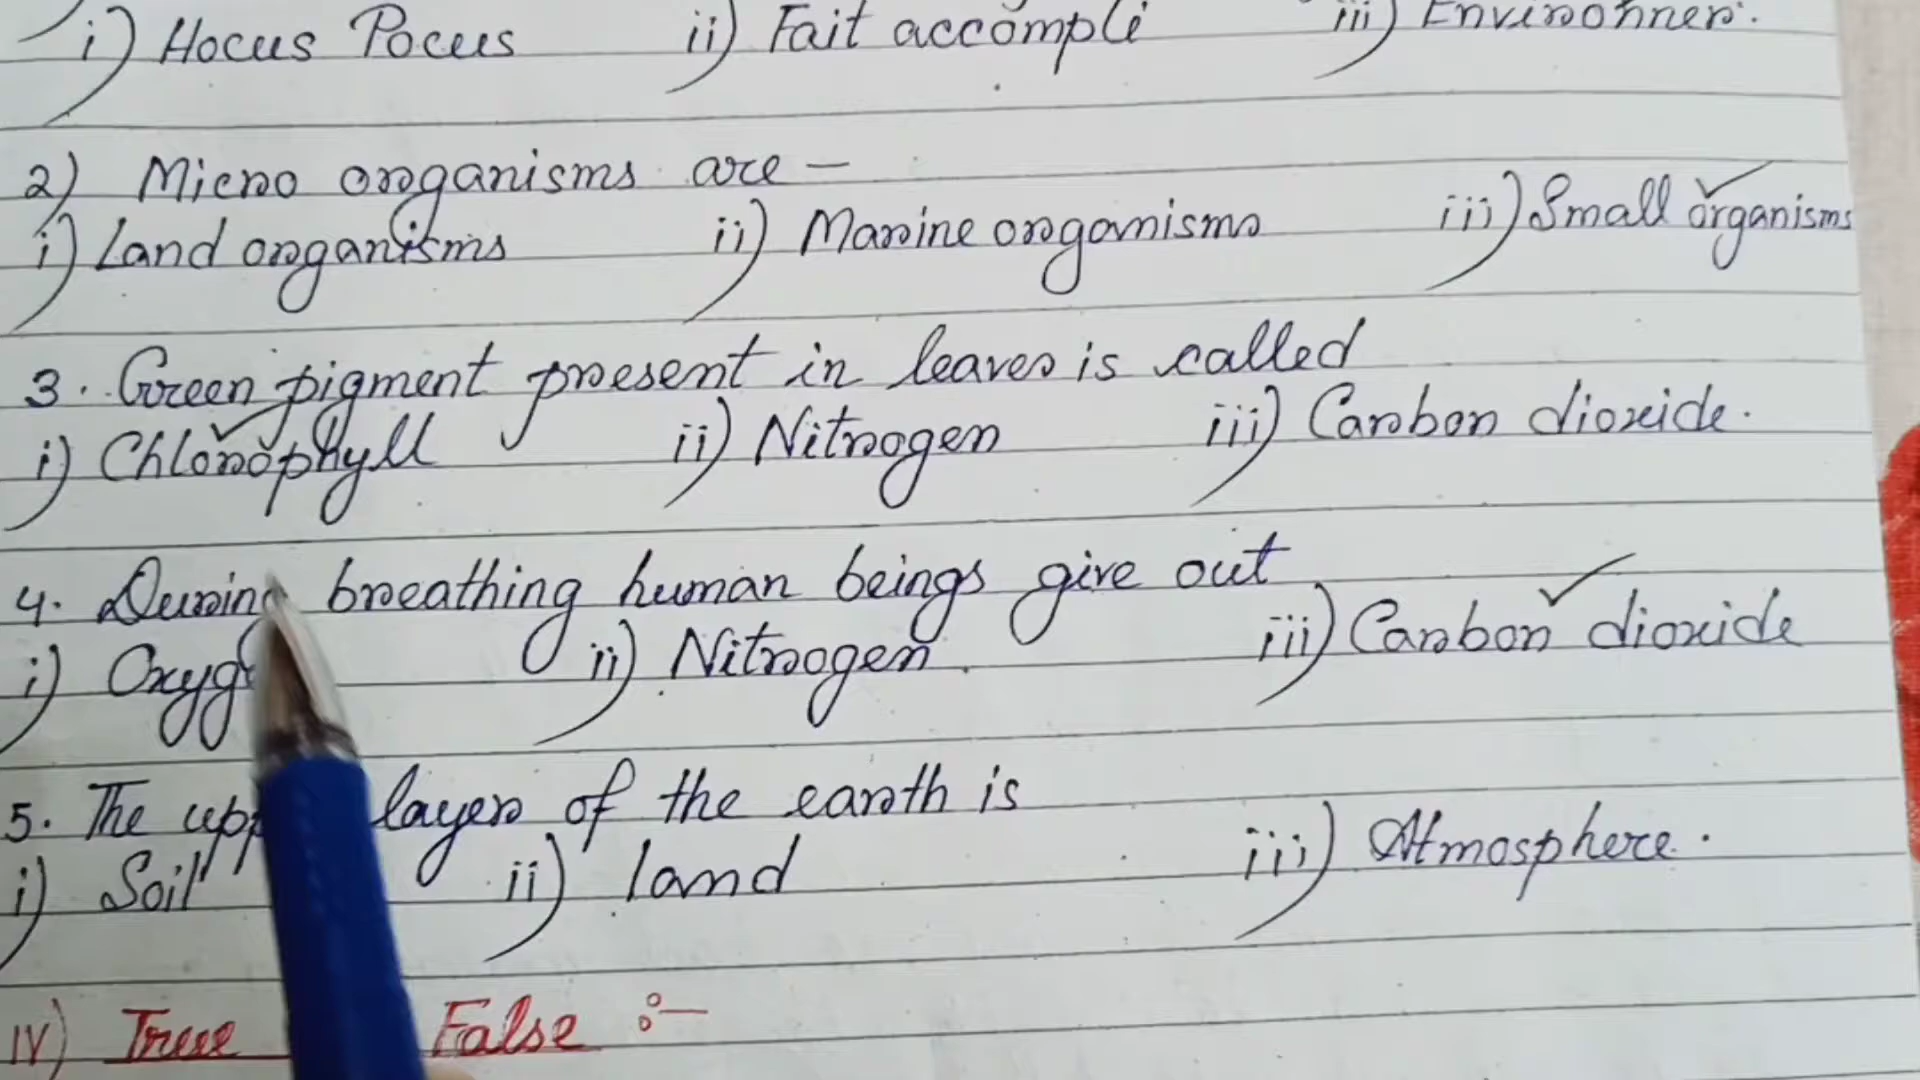 i) Hocus Pocus ii) Fait accompli iii) Environner.
2) Micro organisms are —
i) Land organisms ii) Marine organisms iii) Small organisms
3. Green pigment present in leaves is called
i) Chlorophyll ii) Nitrogen iii) Carbon dioxide.
4. During breathing human beings give out
i) ii) Nitrogen. iii) Carbon dioxide
5. The layer of the earth is
i) Soil ii) land iii) Atmosphere.
IV) True False :-